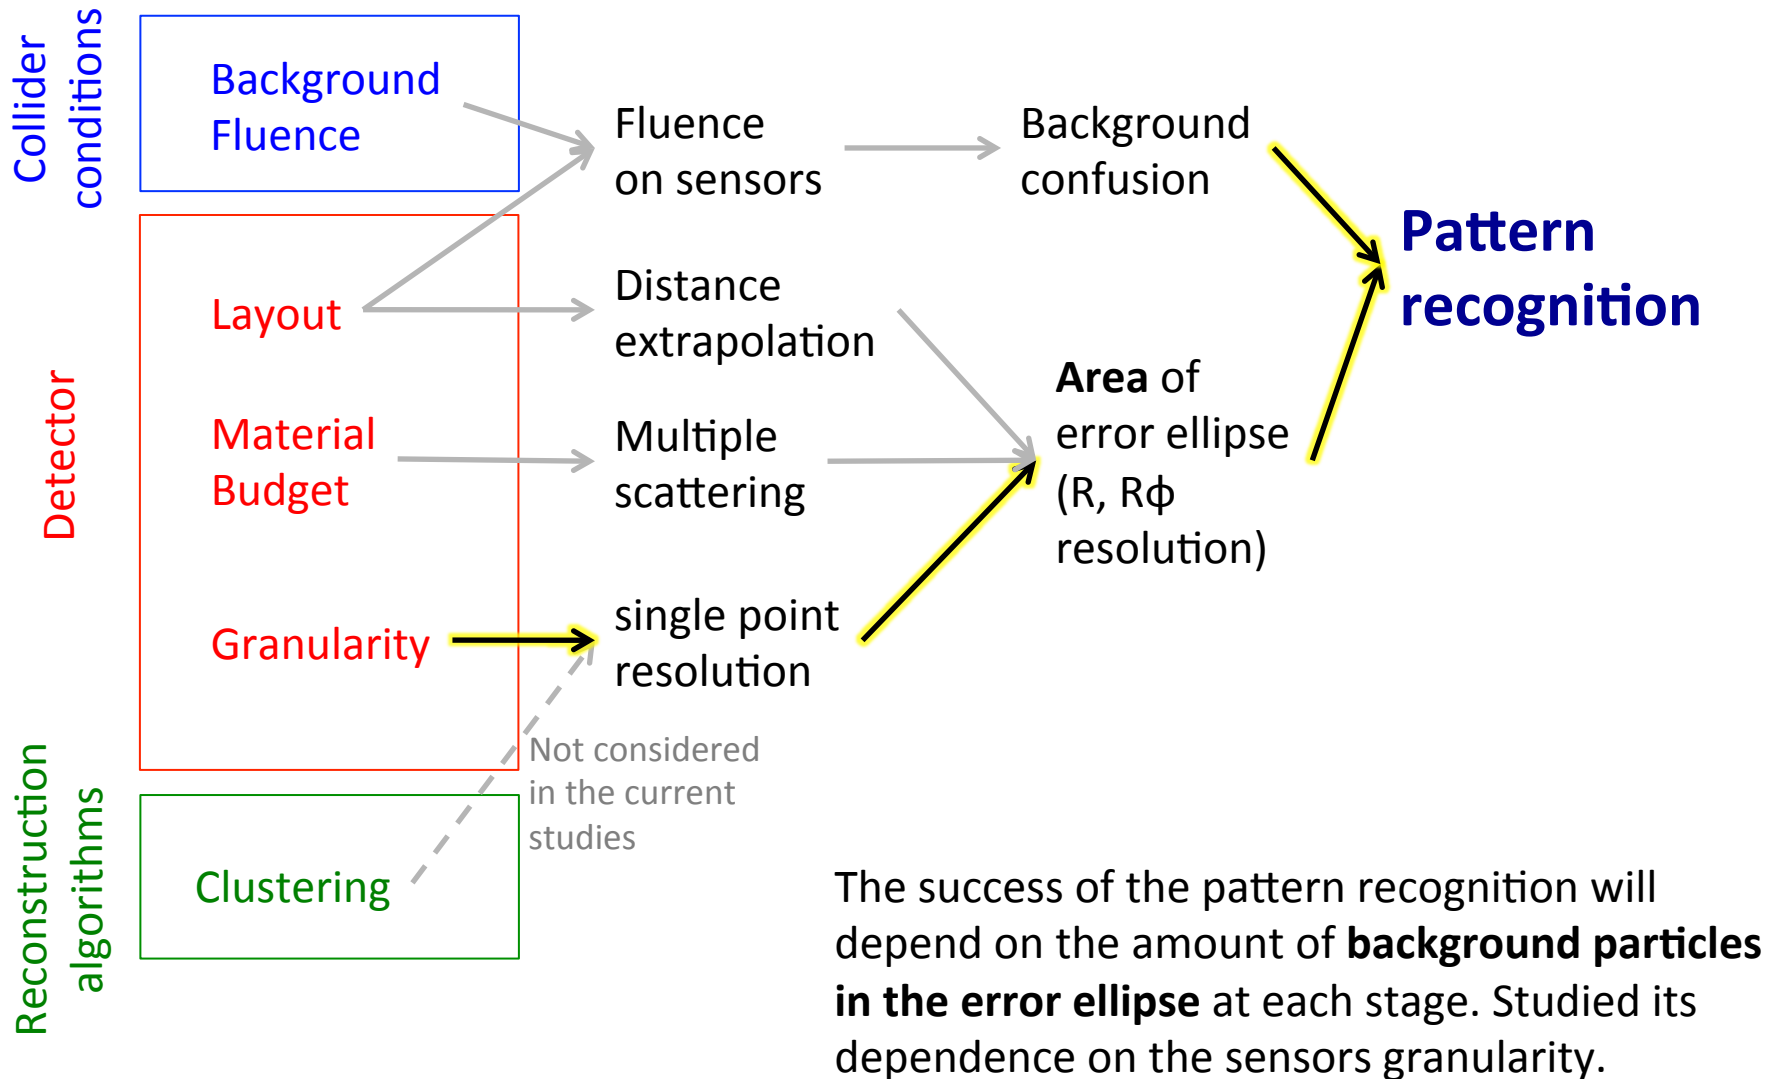 Collider
conditions
Background
Fluence
Fluence
on sensors
Background
confusion
Pattern
recognition
Detector
Layout
Distance
extrapolation
Material
Budget
Multiple
scattering
Area of
error ellipse
(R, Rϕ
resolution)
Granularity
single point
resolution
Not considered
in the current
studies
Reconstruction
algorithms
Clustering
The success of the pattern recognition will
depend on the amount of background particles
in the error ellipse at each stage. Studied its
dependence on the sensors granularity.